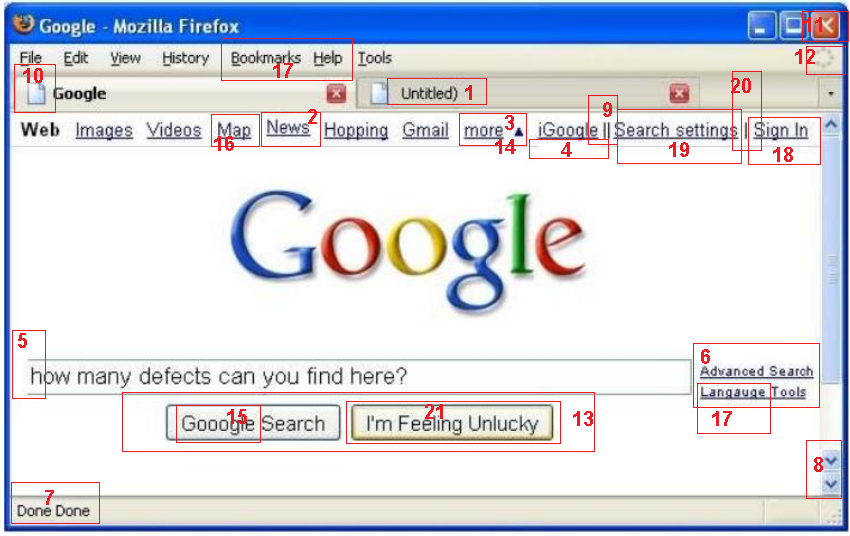 Google - Mozilla Firefox 11
File Edit View History Bookmarks Help Tools 12
10 17
Google Untitled) 1 20
2 3 9
Web Images Videos Map News Hopping Gmail more ▲ iGoogle || Search settings | Sign In
16 14 4 19 18
Google
5 6
Advanced Search
how many defects can you find here?
Langauge Tools
15 21 13 17
Gooogle Search I'm Feeling Unlucky
8
7
Done Done